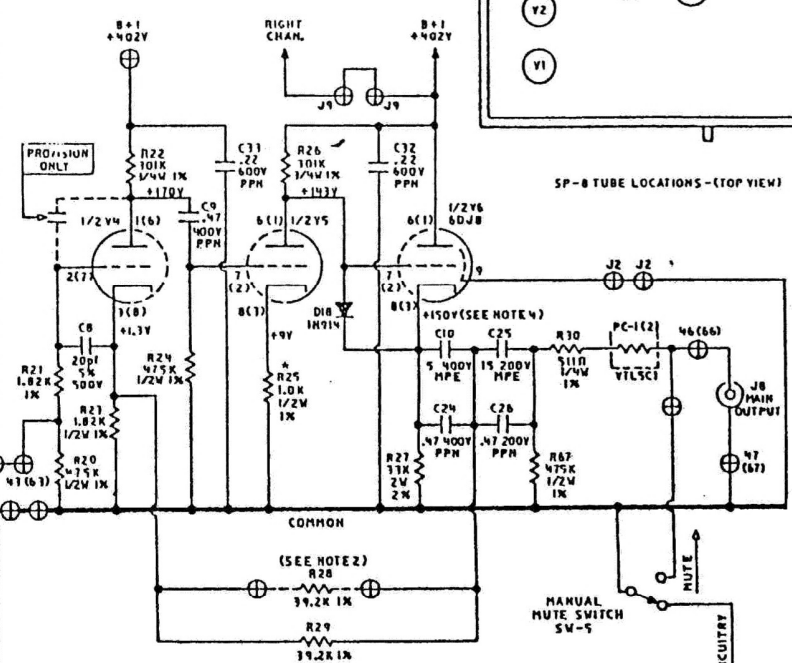 B+1
+402V
RIGHT
CHAN.
B+1
+402V
V2
V1
J9
J9
PROVISION
ONLY
R22
301K
1/4W 1%
+170V
C33
.22
600V
PPN
R26
301K
1/4W 1%
+143V
C32
.22
600V
PPN
SP-8 TUBE LOCATIONS-(TOP VIEW)
1/2 V4
1(6)
C9
.47
400V
PPN
6(1)
1/2 V5
6(1)
1/2 V6
6DJ8
2(7)
7
(2)
7
(2)
9
J2
J2
3(8)
+1.3V
8(3)
+9V
D18
1N914
8(3)
+150V(SEE NOTE 4)
C8
20pf
5%
500V
C10
5 400V
MPE
C25
15 200V
MPE
R30
511Ω
1/4W
1%
PC-1(2)
VTL5C1
46(66)
R21
1.82K
1%
R24
475K
1/2W 1%
*
R25
1.0K
1/2W
1%
J8
MAIN
OUTPUT
R23
1.82K
1/2W 1%
C24
.47 400V
PPN
C26
.47 200V
PPN
R20
475K
1/2W 1%
43(63)
R27
33K
2W
2%
R67
475K
1/2W
1%
47
(67)
COMMON
(SEE NOTE 2)
R28
39.2K 1%
R29
39.2K 1%
MANUAL
MUTE SWITCH
SW-5
MUTE
CUITRY